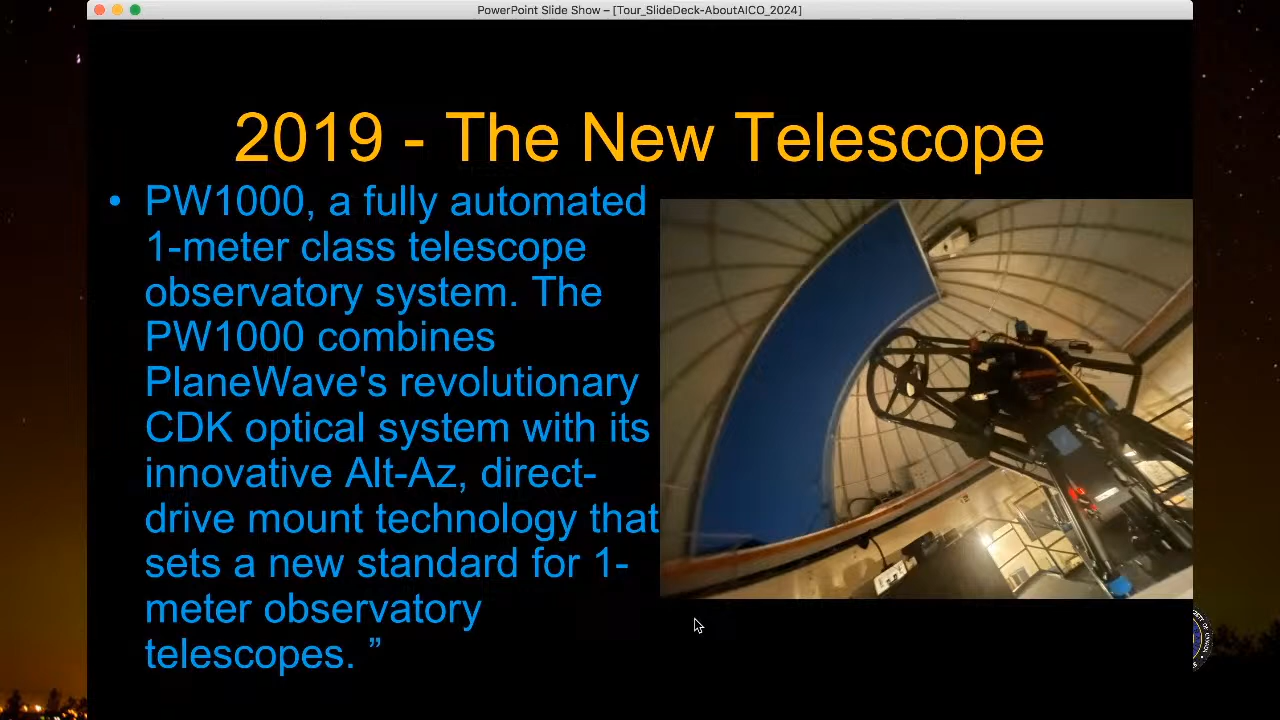 PowerPoint Slide Show – [Tour_SlideDeck-AboutAICO_2024]
2019 - The New Telescope
• PW1000, a fully automated
1-meter class telescope
observatory system. The
PW1000 combines
PlaneWave's revolutionary
CDK optical system with its
innovative Alt-Az, direct-
drive mount technology that
sets a new standard for 1-
meter observatory
telescopes. ”